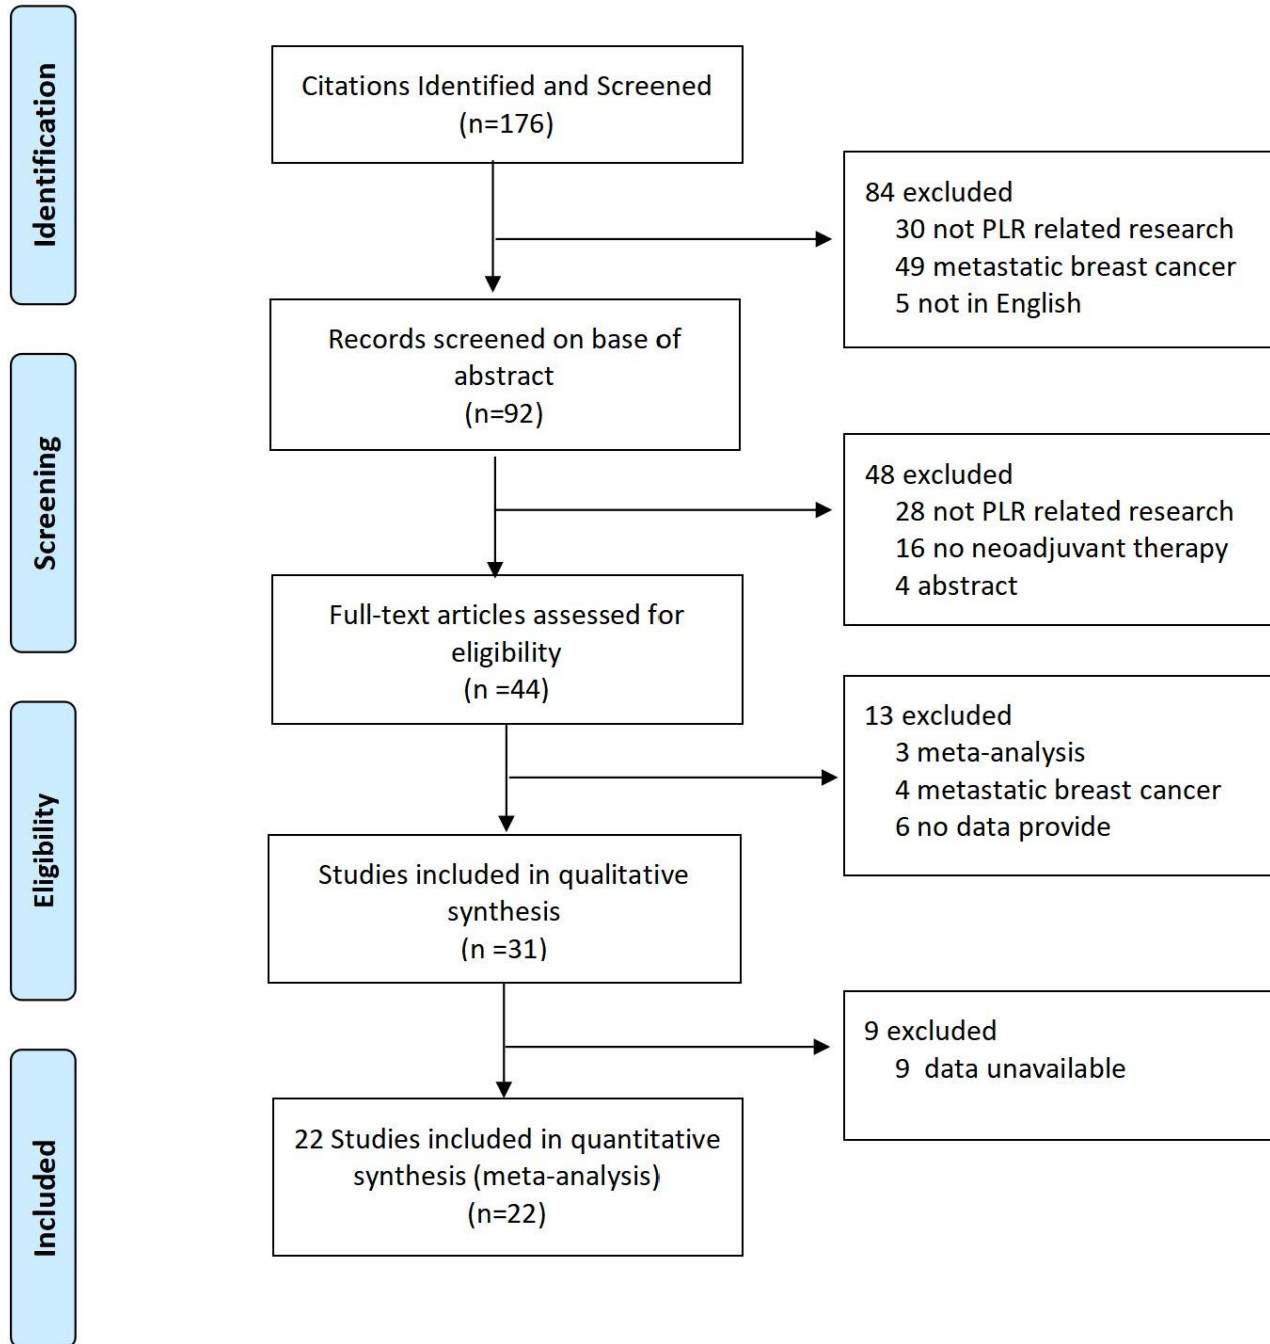 Identification
Citations Identified and Screened
(n=176)
84 excluded
30 not PLR related research
49 metastatic breast cancer
5 not in English
Records screened on base of
abstract
(n=92)
Screening
48 excluded
28 not PLR related research
16 no neoadjuvant therapy
4 abstract
Full-text articles assessed for
eligibility
(n =44)
Eligibility
13 excluded
3 meta-analysis
4 metastatic breast cancer
6 no data provide
Studies included in qualitative
synthesis
(n =31)
9 excluded
9 data unavailable
Included
22 Studies included in quantitative
synthesis (meta-analysis)
(n=22)